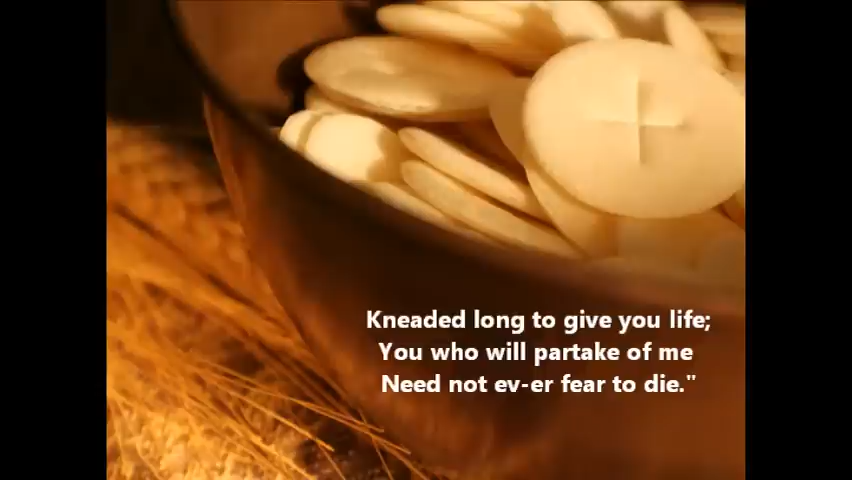 Kneaded long to give you life;
You who will partake of me
Need not ev-er fear to die."